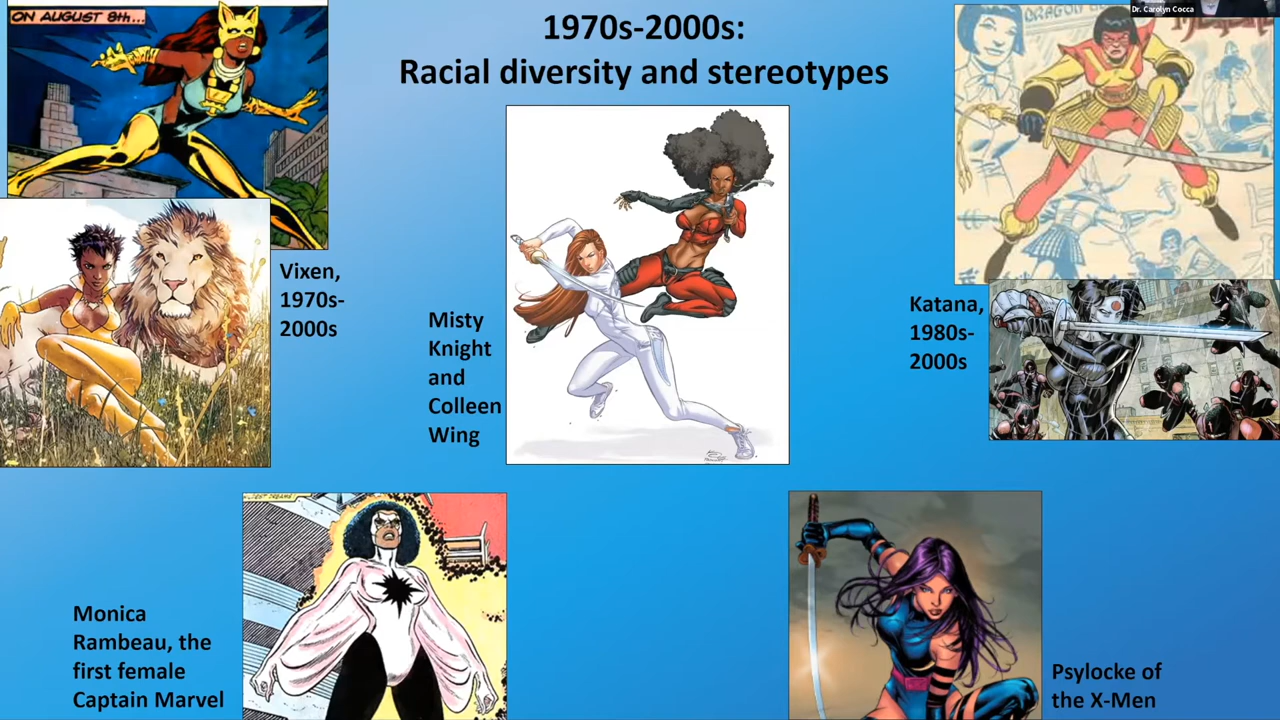 Dr. Carolyn Cocca
1970s-2000s:
Racial diversity and stereotypes
ON AUGUST 8TH...
DRAGON
Vixen,
1970s-
2000s
Misty
Knight
and
Colleen
Wing
Katana,
1980s-
2000s
Monica
Rambeau, the
first female
Captain Marvel
Psylocke of
the X-Men